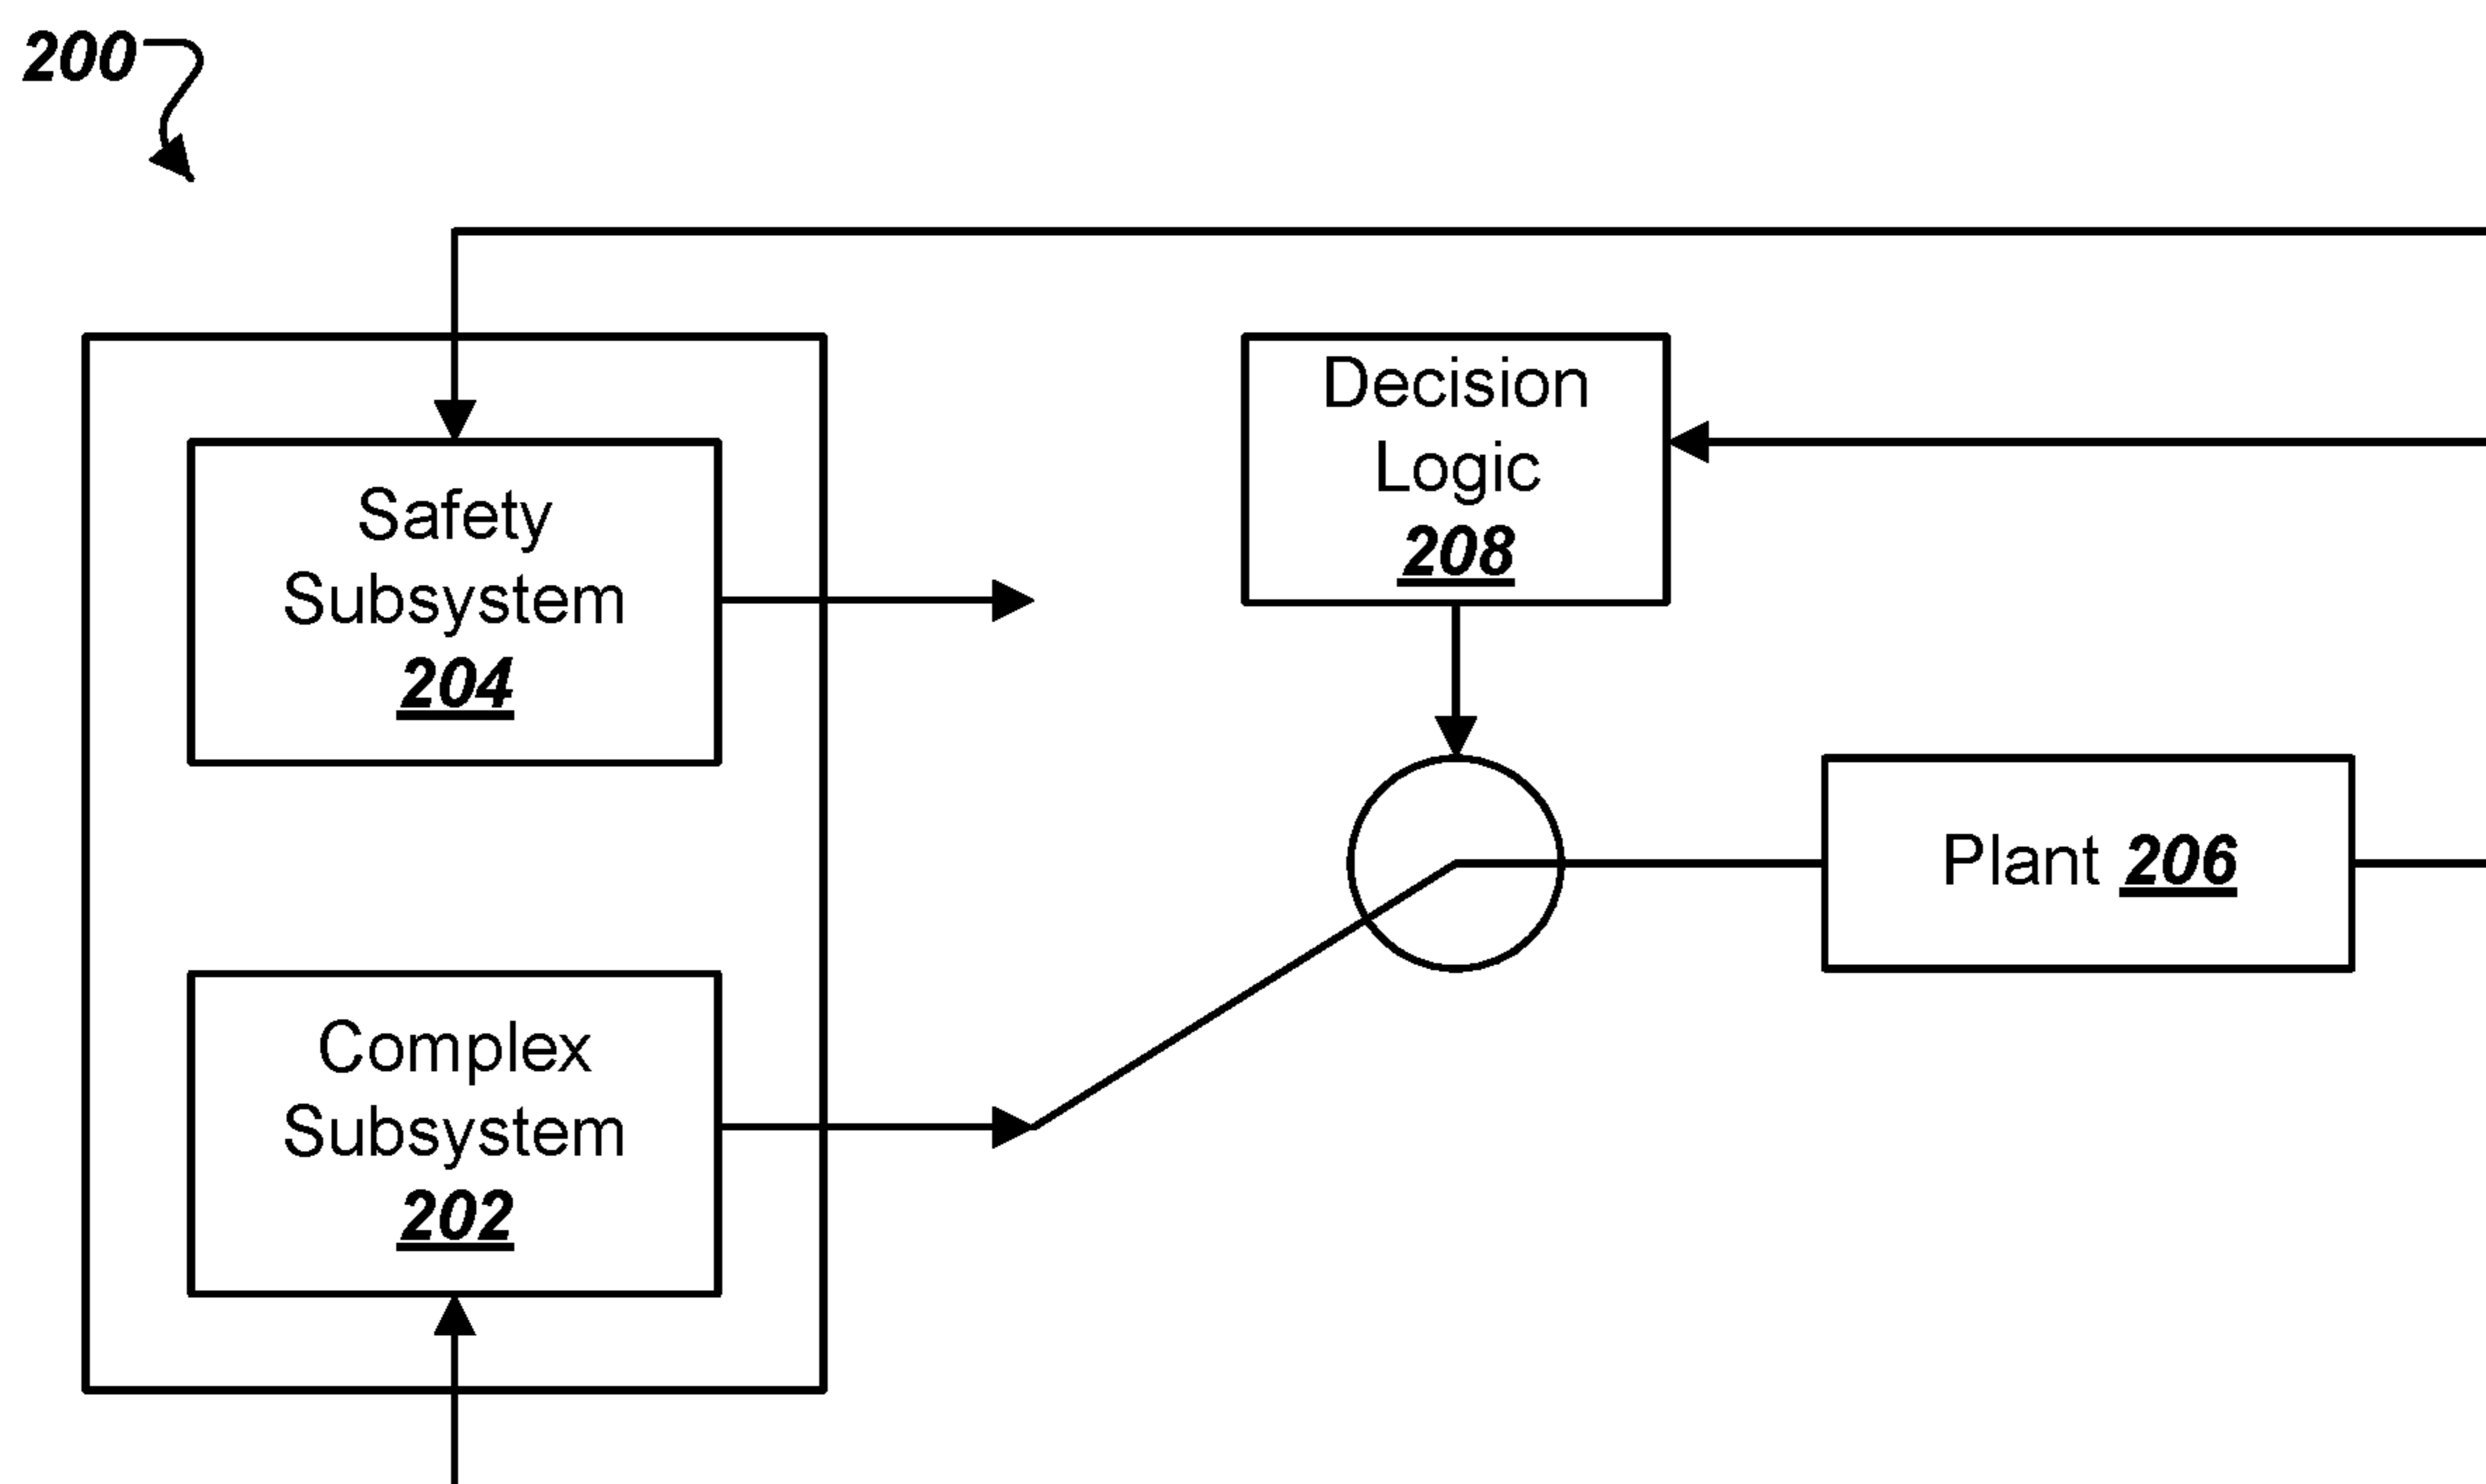 200
Safety
Subsystem
204
Decision
Logic
208
Plant 206
Complex
Subsystem
202